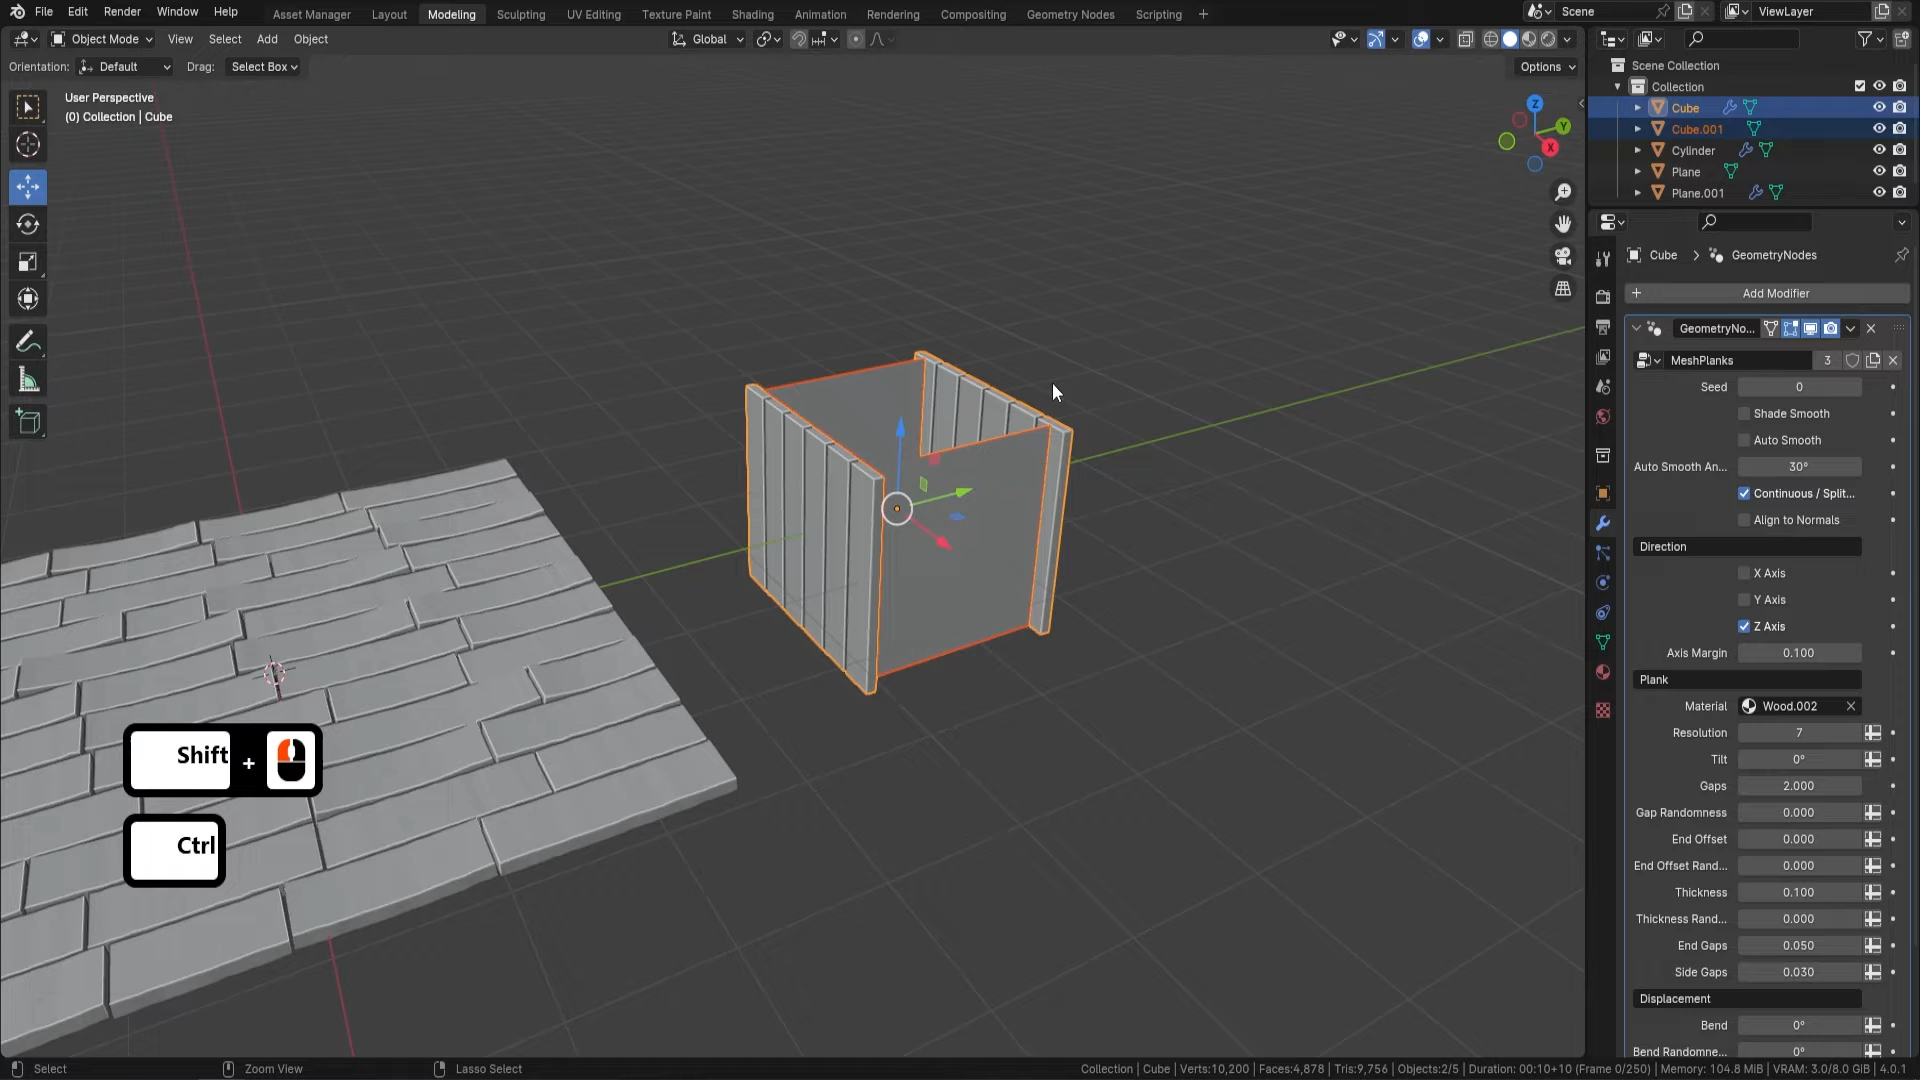 File Edit Render Window Help
Asset Manager Layout Modeling Sculpting UV Editing Texture Paint Shading Animation Rendering Compositing Geometry Nodes Scripting +
Scene
ViewLayer
Object Mode View Select Add Object
Global
Orientation: Default Drag: Select Box
Options
User Perspective
(0) Collection | Cube
Z
Y
X
Scene Collection
Collection
Cube
Cube.001
Cylinder
Plane
Plane.001
Cube > GeometryNodes
+ Add Modifier
GeometryNo...
MeshPlanks 3
Seed 0
Shade Smooth
Auto Smooth
Auto Smooth An... 30°
Continuous / Split...
Align to Normals
Direction
X Axis
Y Axis
Z Axis
Axis Margin 0.100
Plank
Material Wood.002
Resolution 7
Tilt 0°
Gaps 2.000
Gap Randomness 0.000
End Offset 0.000
End Offset Rand... 0.000
Thickness 0.100
Thickness Rand... 0.000
End Gaps 0.050
Side Gaps 0.030
Displacement
Bend 0°
Bend Randomne... 0°
Shift +
Ctrl
Select
Zoom View
Lasso Select
Collection | Cube | Verts:10,200 | Faces:4,878 | Tris:9,756 | Objects:2/5 | Duration: 00:10+10 (Frame 0/250) | Memory: 104.8 MiB | VRAM: 3.0/8.0 GiB | 4.0.1